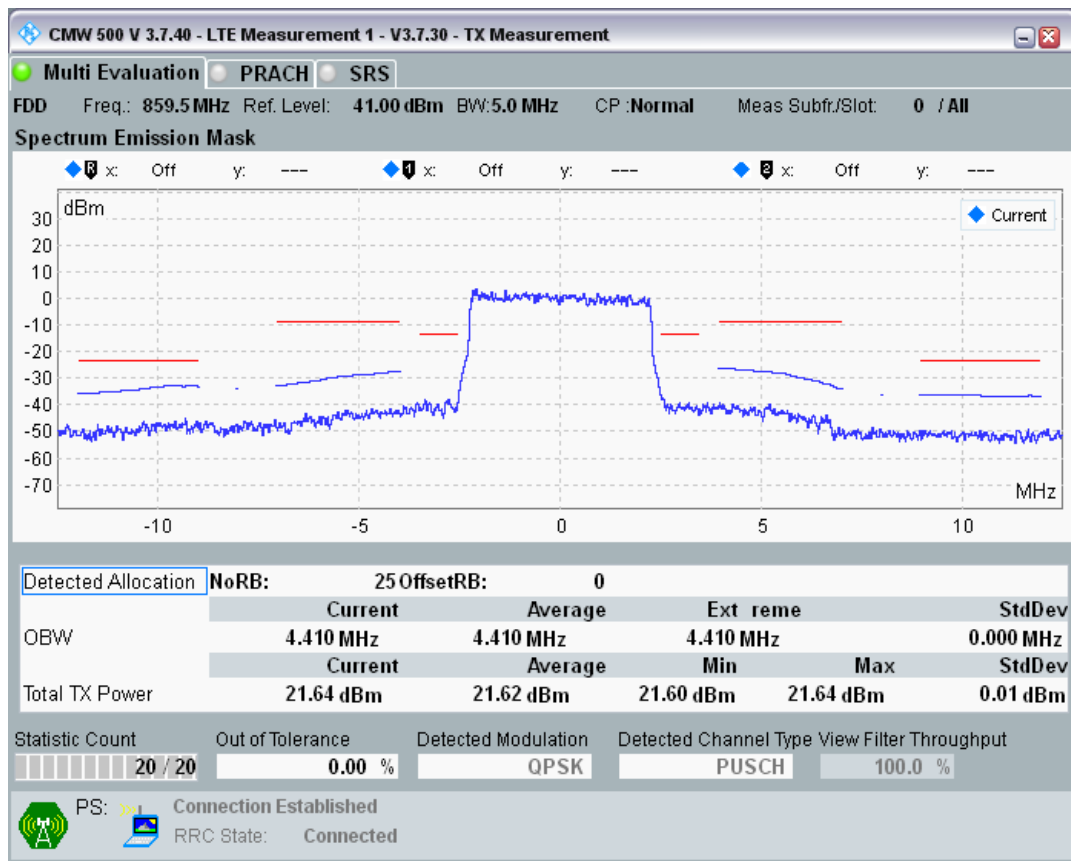 CMW 500 V 3.7.40 - LTE Measurement 1 - V3.7.30 - TX Measurement
Multi Evaluation PRACH SRS
FDD Freq.: 859.5 MHz Ref. Level: 41.00 dBm BW: 5.0 MHz CP : Normal Meas Subfr./Slot: 0 / All
Spectrum Emission Mask
R x: Off y: --- 1 x: Off y: --- 2 x: Off y: ---
dBm
Current
30
20
10
0
-10
-20
-30
-40
-50
-60
-70
MHz
-10 -5 0 5 10
Detected Allocation NoRB: 25 OffsetRB: 0
Current Average Ext reme StdDev
OBW 4.410 MHz 4.410 MHz 4.410 MHz 0.000 MHz
Current Average Min Max StdDev
Total TX Power 21.64 dBm 21.62 dBm 21.60 dBm 21.64 dBm 0.01 dBm
Statistic Count Out of Tolerance Detected Modulation Detected Channel Type View Filter Throughput
20 / 20 0.00 % QPSK PUSCH 100.0 %
PS: Connection Established
RRC State: Connected